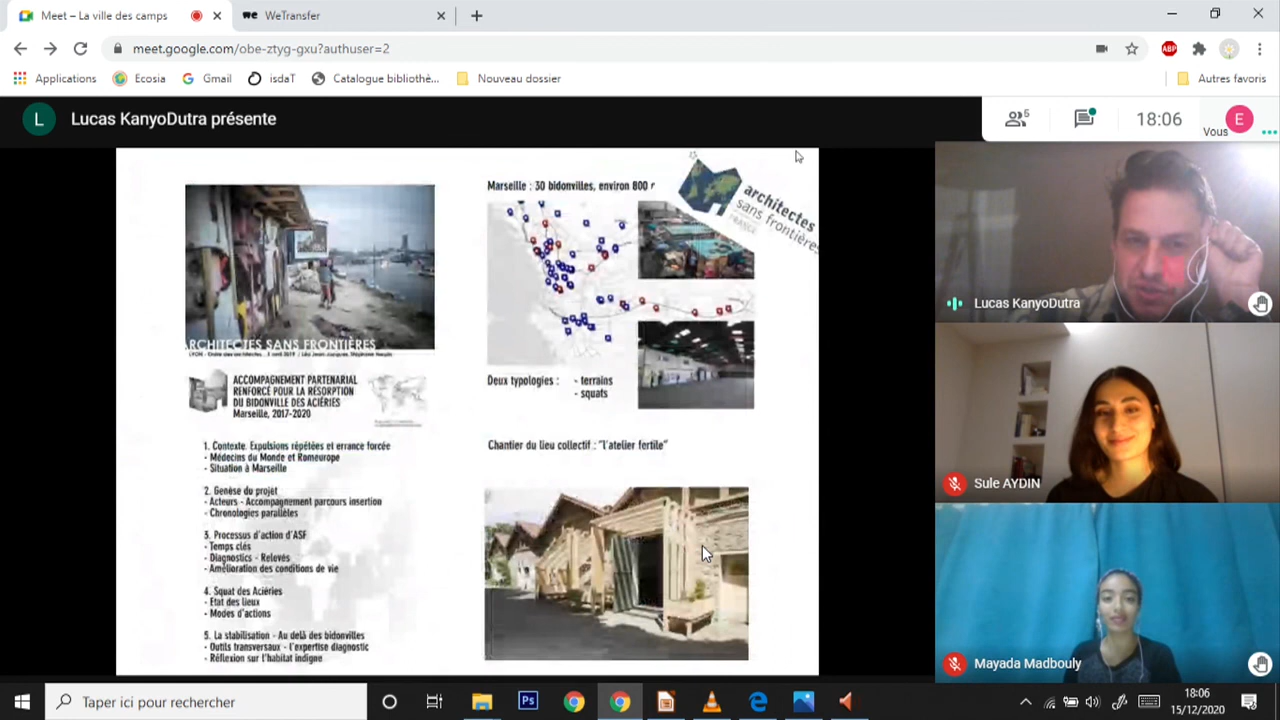 Meet – La ville des camps
WeTransfer
meet.google.com/obe-ztyg-gxu?authuser=2
ABP
Applications
Ecosia
Gmail
isdaT
Catalogue bibliothè...
Nouveau dossier
Autres favoris
L
Lucas KanyoDutra présente
5
18:06
Vous
E
Marseille : 30 bidonvilles, environ 800
architectes
sans frontières
FRANCE
ARCHITECTES SANS FRONTIÈRES
ACCOMPAGNEMENT PARTENARIAL
RENFORCÉ POUR LA RÉSORPTION
DU BIDONVILLE DES ACIÉRIES
Marseille, 2017-2020
Deux typologies :
- terrains
- squats
1. Contexte. Expulsions répétées et errance forcée
- Médecins du Monde et Romeurope
- Situation à Marseille
2. Genèse du projet
- Acteurs - Accompagnement parcours insertion
- Chronologies parallèles
3. Processus d'action d'ASF
- Temps clés
- Diagnostics - Relevés
- Amélioration des conditions de vie
4. Squat des Aciéries
- Etat des lieux
- Modes d'actions
5. La stabilisation - Au delà des bidonvilles
- Outils transversaux - l'expertise diagnostic
- Réflexion sur l'habitat indigne
Chantier du lieu collectif : "l'atelier fertile"
Lucas KanyoDutra
Sule AYDIN
Mayada Madbouly
Taper ici pour rechercher
Ps
18:06
15/12/2020